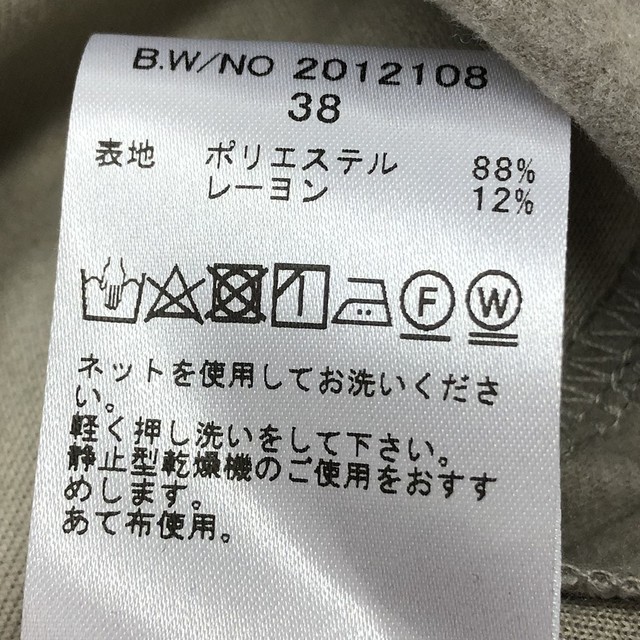 B.W/NO 2012108
38
表地 ポリエステル 88%
レーヨン 12%
F W
ネットを使用してお洗いくださ
い。
軽く押し洗いをして下さい。
静止型乾燥機のご使用をおすす
めします。
あて布使用。